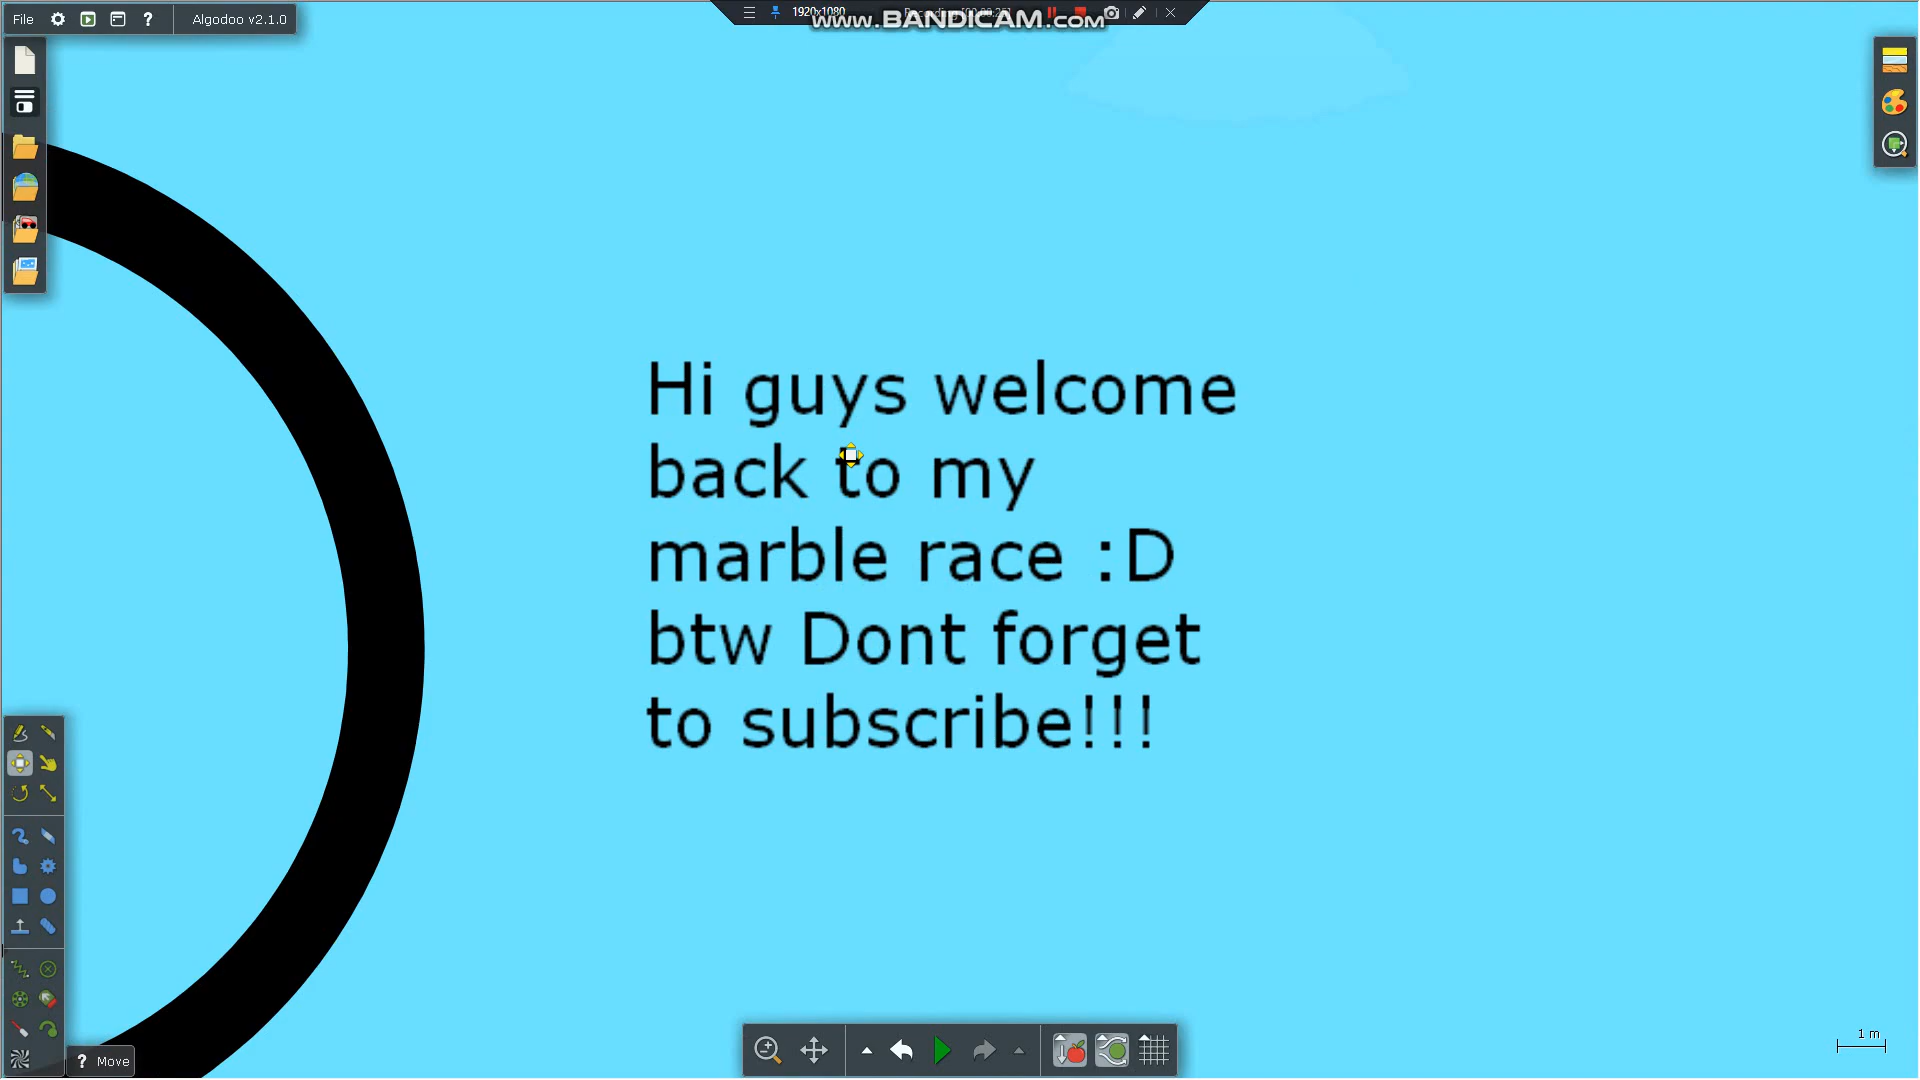 File ? Algodoo v2.1.0
1920x1080
www.BANDICAM.com
Hi guys welcome
back to my
marble race :D
btw Dont forget
to subscribe!!!
1 m
? Move